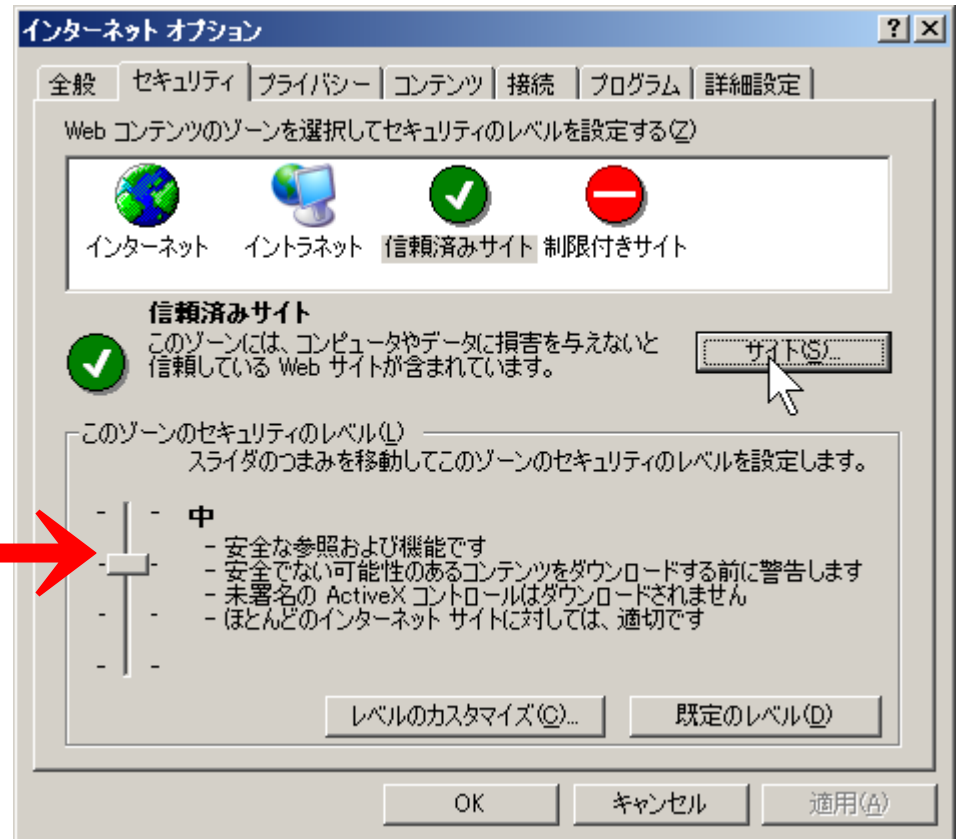 インターネット オプション
全般 セキュリティ プライバシー コンテンツ 接続 プログラム 詳細設定
Web コンテンツのゾーンを選択してセキュリティのレベルを設定する(Z)
インターネット イントラネット 信頼済みサイト 制限付きサイト
信頼済みサイト
このゾーンには、コンピュータやデータに損害を与えないと
信頼している Web サイトが含まれています。
サイト(S)...
このゾーンのセキュリティのレベル(L)
スライダのつまみを移動してこのゾーンのセキュリティのレベルを設定します。
中
- 安全な参照および機能です
- 安全でない可能性のあるコンテンツをダウンロードする前に警告します
- 未署名の ActiveX コントロールはダウンロードされません
- ほとんどのインターネット サイトに対しては、適切です
レベルのカスタマイズ(C)... 既定のレベル(D)
OK キャンセル 適用(A)